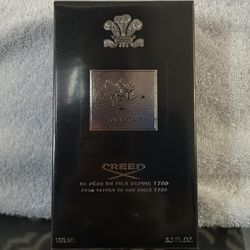 AVENTUS
CREED
DE PÈRE EN FILS DEPUIS 1760
FROM FATHER TO SON SINCE 1760
100 ML 3.3 FL.OZ